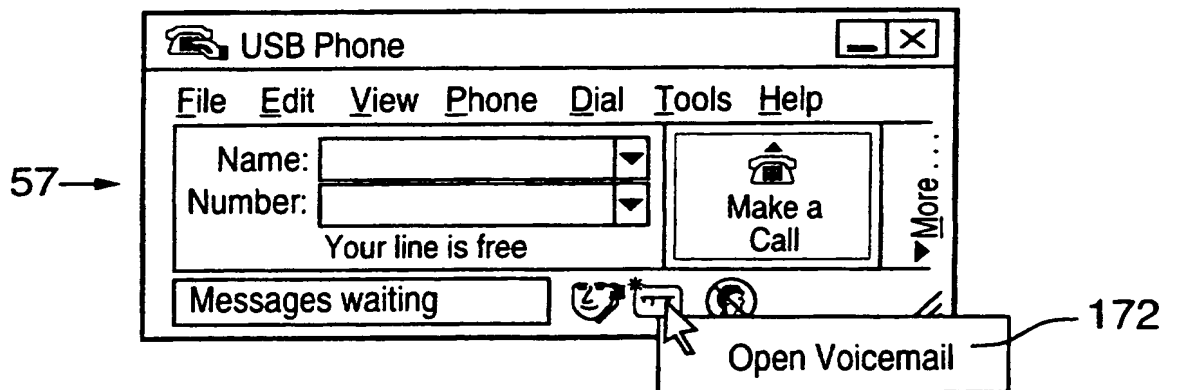 USB Phone
File Edit View Phone Dial Tools Help
Name:
Number:
Your line is free
Make a
Call
More...
Messages waiting
Open Voicemail
57
172